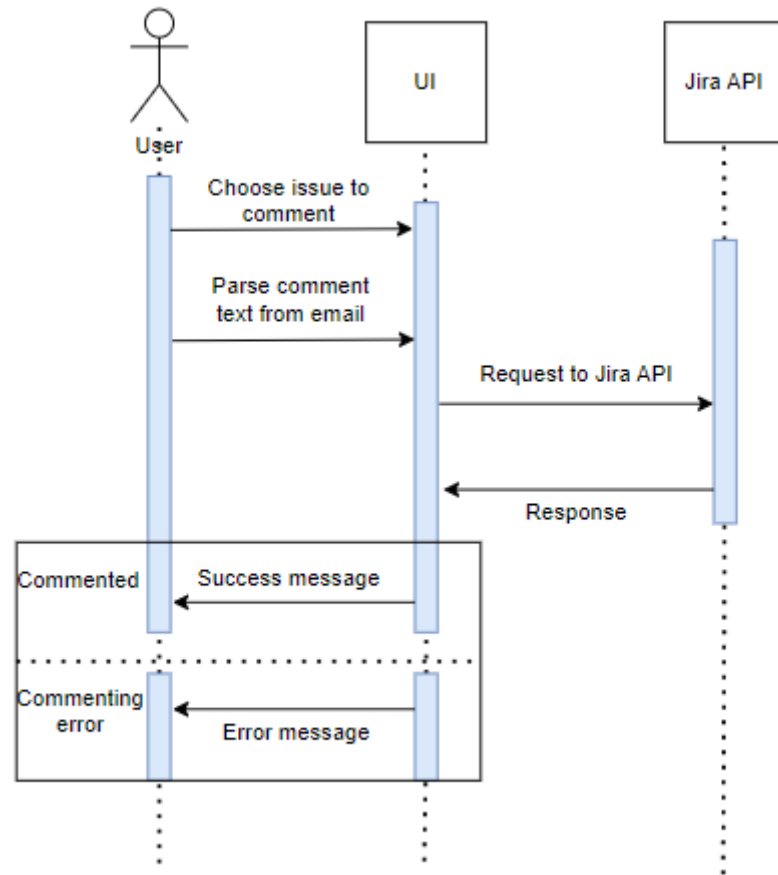 User
UI
Jira API
Choose issue to
comment
Parse comment
text from email
Request to Jira API
Response
Commented
Success message
Commenting
error
Error message